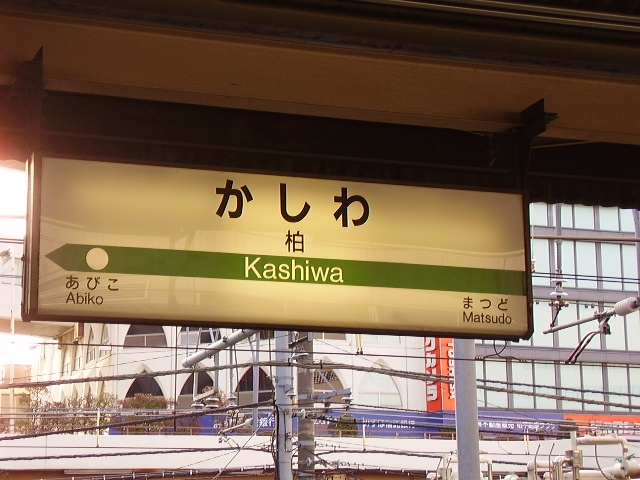 かしわ
柏
Kashiwa
あびこ
Abiko
まつど
Matsudo